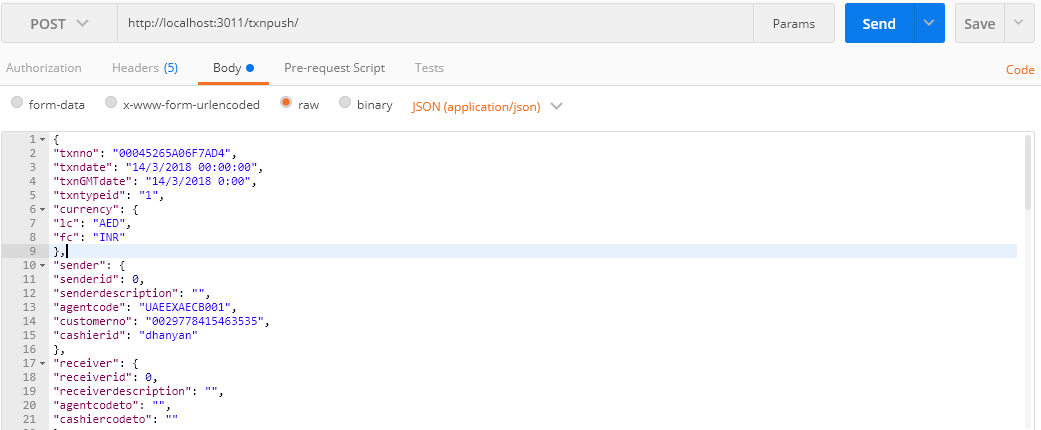 POST http://localhost:3011/txnpush/ Params Send Save
Authorization Headers (5) Body Pre-request Script Tests Code
form-data x-www-form-urlencoded raw binary JSON (application/json)
1 {
2 "txnno": "00045265A06F7AD4",
3 "txndate": "14/3/2018 00:00:00",
4 "txnGMTdate": "14/3/2018 0:00",
5 "txntypeid": "1",
6 "currency": {
7 "lc": "AED",
8 "fc": "INR"
9 },
10 "sender": {
11 "senderid": 0,
12 "senderdescription": "",
13 "agentcode": "UAEEXAECB001",
14 "customerno": "0029778415463535",
15 "cashierid": "dhanyan"
16 },
17 "receiver": {
18 "receiverid": 0,
19 "receiverdescription": "",
20 "agentcodeto": "",
21 "cashiercodeto": ""